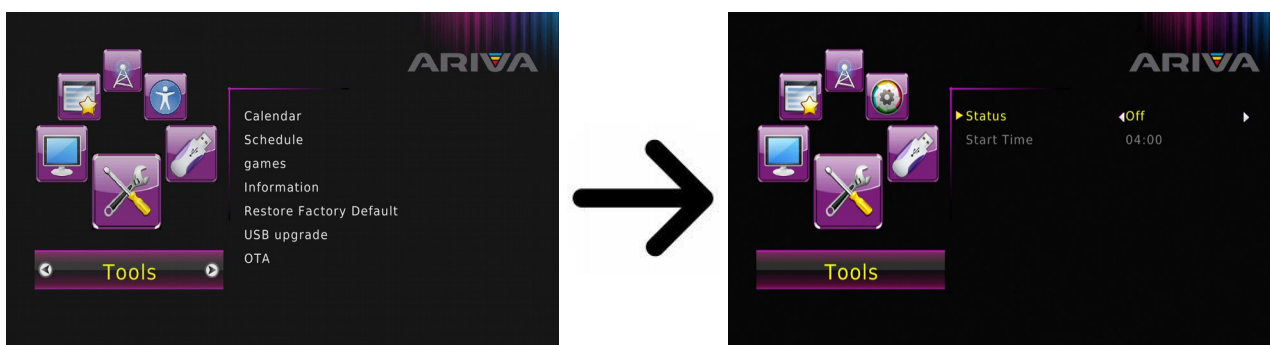 ARIVA
Calendar
Schedule
games
Information
Restore Factory Default
USB upgrade
OTA
Tools
ARIVA
Status Off
Start Time 04:00
Tools